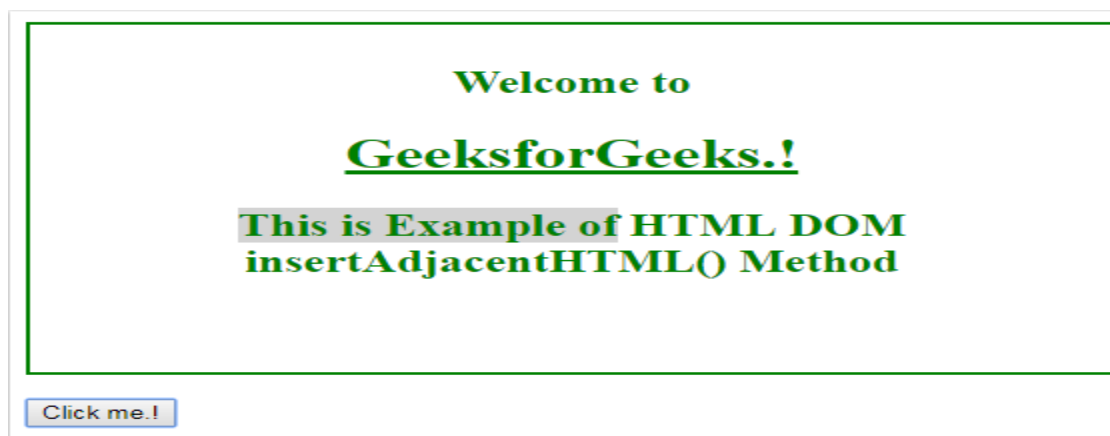 Welcome to
GeeksforGeeks.!
This is Example of HTML DOM
insertAdjacentHTML() Method
Click me.!